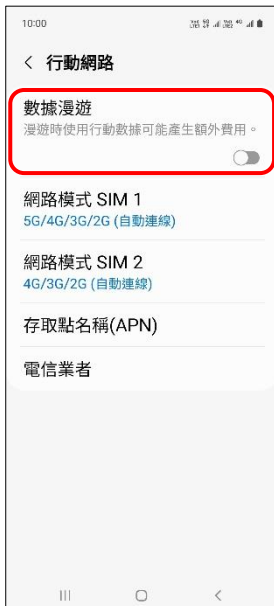 10:00
行動網路
數據漫遊
漫遊時使用行動數據可能產生額外費用。
網路模式 SIM 1
5G/4G/3G/2G (自動連線)
網路模式 SIM 2
4G/3G/2G (自動連線)
存取點名稱(APN)
電信業者